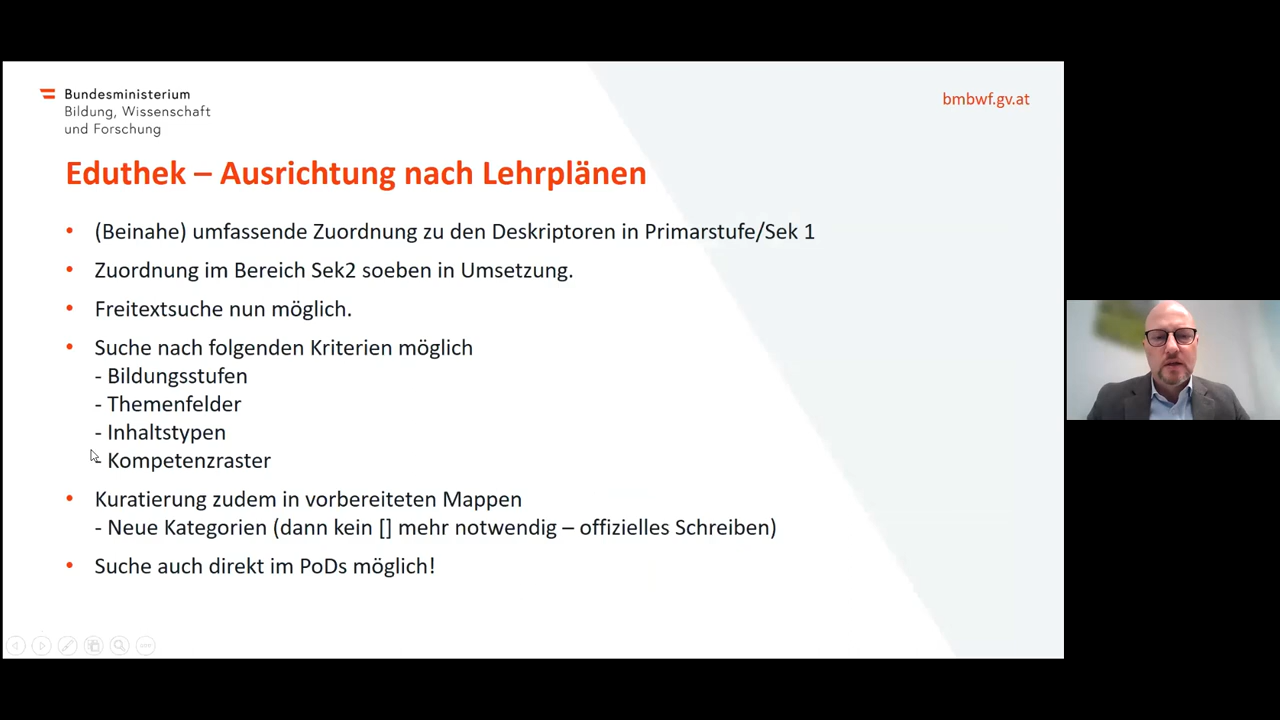 Bundesministerium
Bildung, Wissenschaft
und Forschung
bmbwf.gv.at
Eduthek – Ausrichtung nach Lehrplänen
• (Beinahe) umfassende Zuordnung zu den Deskriptoren in Primarstufe/Sek 1
• Zuordnung im Bereich Sek2 soeben in Umsetzung.
• Freitextsuche nun möglich.
• Suche nach folgenden Kriterien möglich
- Bildungsstufen
- Themenfelder
- Inhaltstypen
- Kompetenzraster
• Kuratierung zudem in vorbereiteten Mappen
- Neue Kategorien (dann kein [] mehr notwendig – offizielles Schreiben)
• Suche auch direkt im PoDs möglich!